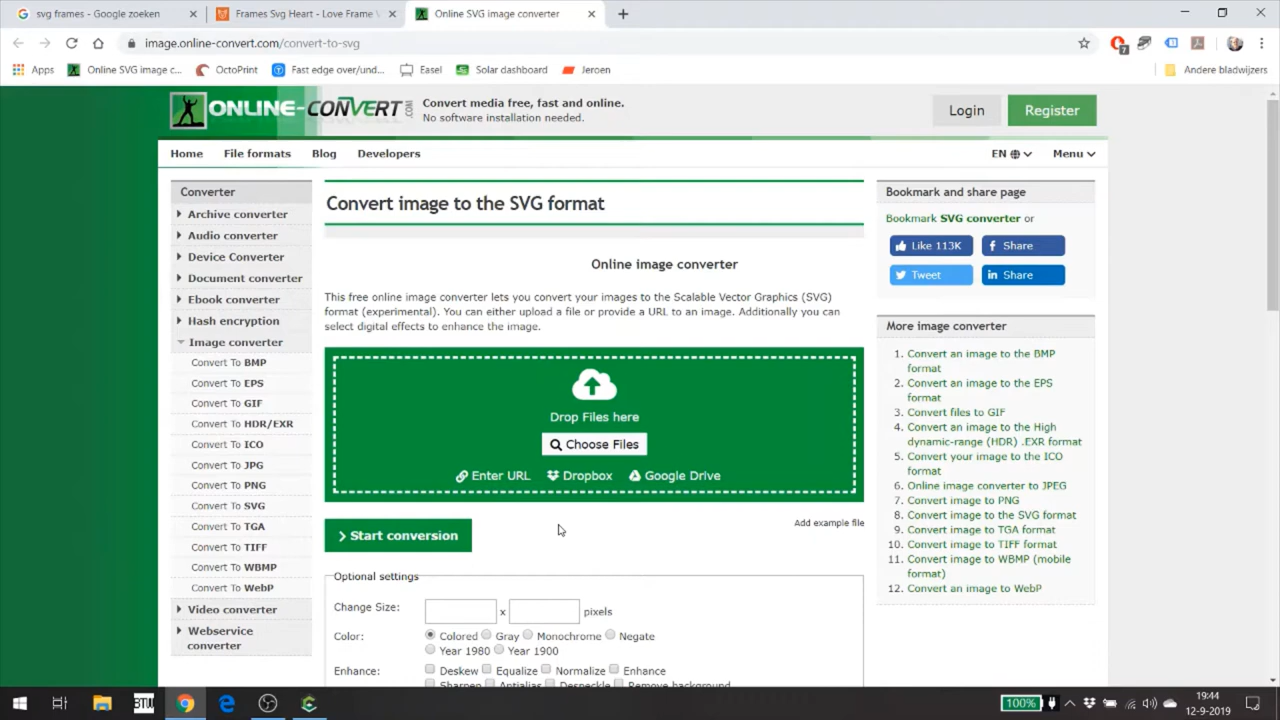 svg frames - Google zoeken
Frames Svg Heart - Love Frame V
Online SVG image converter
image.online-convert.com/convert-to-svg
7
Apps
Online SVG image c...
OctoPrint
Fast edge over/und...
Easel
Solar dashboard
Jeroen
Andere bladwijzers
ONLINE-CONVERT.COM
Convert media free, fast and online.
No software installation needed.
Login
Register
Home
File formats
Blog
Developers
EN
Menu
Converter
Archive converter
Audio converter
Device Converter
Document converter
Ebook converter
Hash encryption
Image converter
Convert To BMP
Convert To EPS
Convert To GIF
Convert To HDR/EXR
Convert To ICO
Convert To JPG
Convert To PNG
Convert To SVG
Convert To TGA
Convert To TIFF
Convert To WBMP
Convert To WebP
Video converter
Webservice
converter
Convert image to the SVG format
Online image converter
This free online image converter lets you convert your images to the Scalable Vector Graphics (SVG)
format (experimental). You can either upload a file or provide a URL to an image. Additionally you can
select digital effects to enhance the image.
Drop Files here
Choose Files
Enter URL
Dropbox
Google Drive
Start conversion
Add example file
Optional settings
Change Size:
x
pixels
Color:
Colored
Gray
Monochrome
Negate
Year 1980
Year 1900
Enhance:
Deskew
Equalize
Normalize
Enhance
Sharpen
Antialias
Despeckle
Remove background
Bookmark and share page
Bookmark SVG converter or
Like 113K
Share
Tweet
Share
More image converter
1. Convert an image to the BMP
format
2. Convert an image to the EPS
format
3. Convert files to GIF
4. Convert an image to the High
dynamic-range (HDR) .EXR format
5. Convert your image to the ICO
format
6. Online image converter to JPEG
7. Convert image to PNG
8. Convert image to the SVG format
9. Convert image to TGA format
10. Convert image to TIFF format
11. Convert image to WBMP (mobile
format)
12. Convert an image to WebP
BTW
100%
19:44
12-9-2019